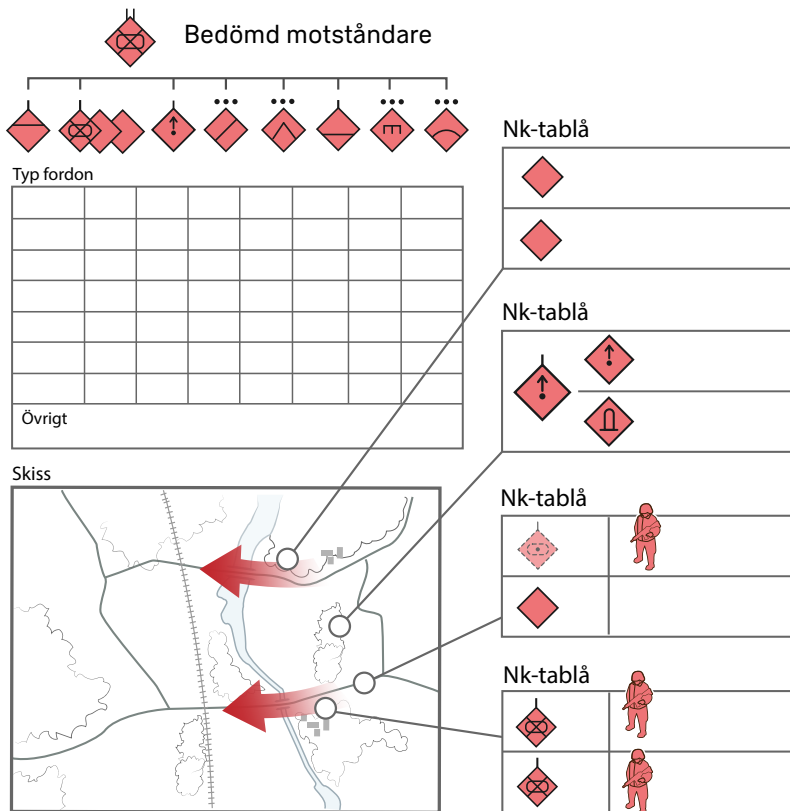 Bedömd motståndare
Typ fordon
Övrigt
Skiss
Nk-tablå
Nk-tablå
Nk-tablå
Nk-tablå